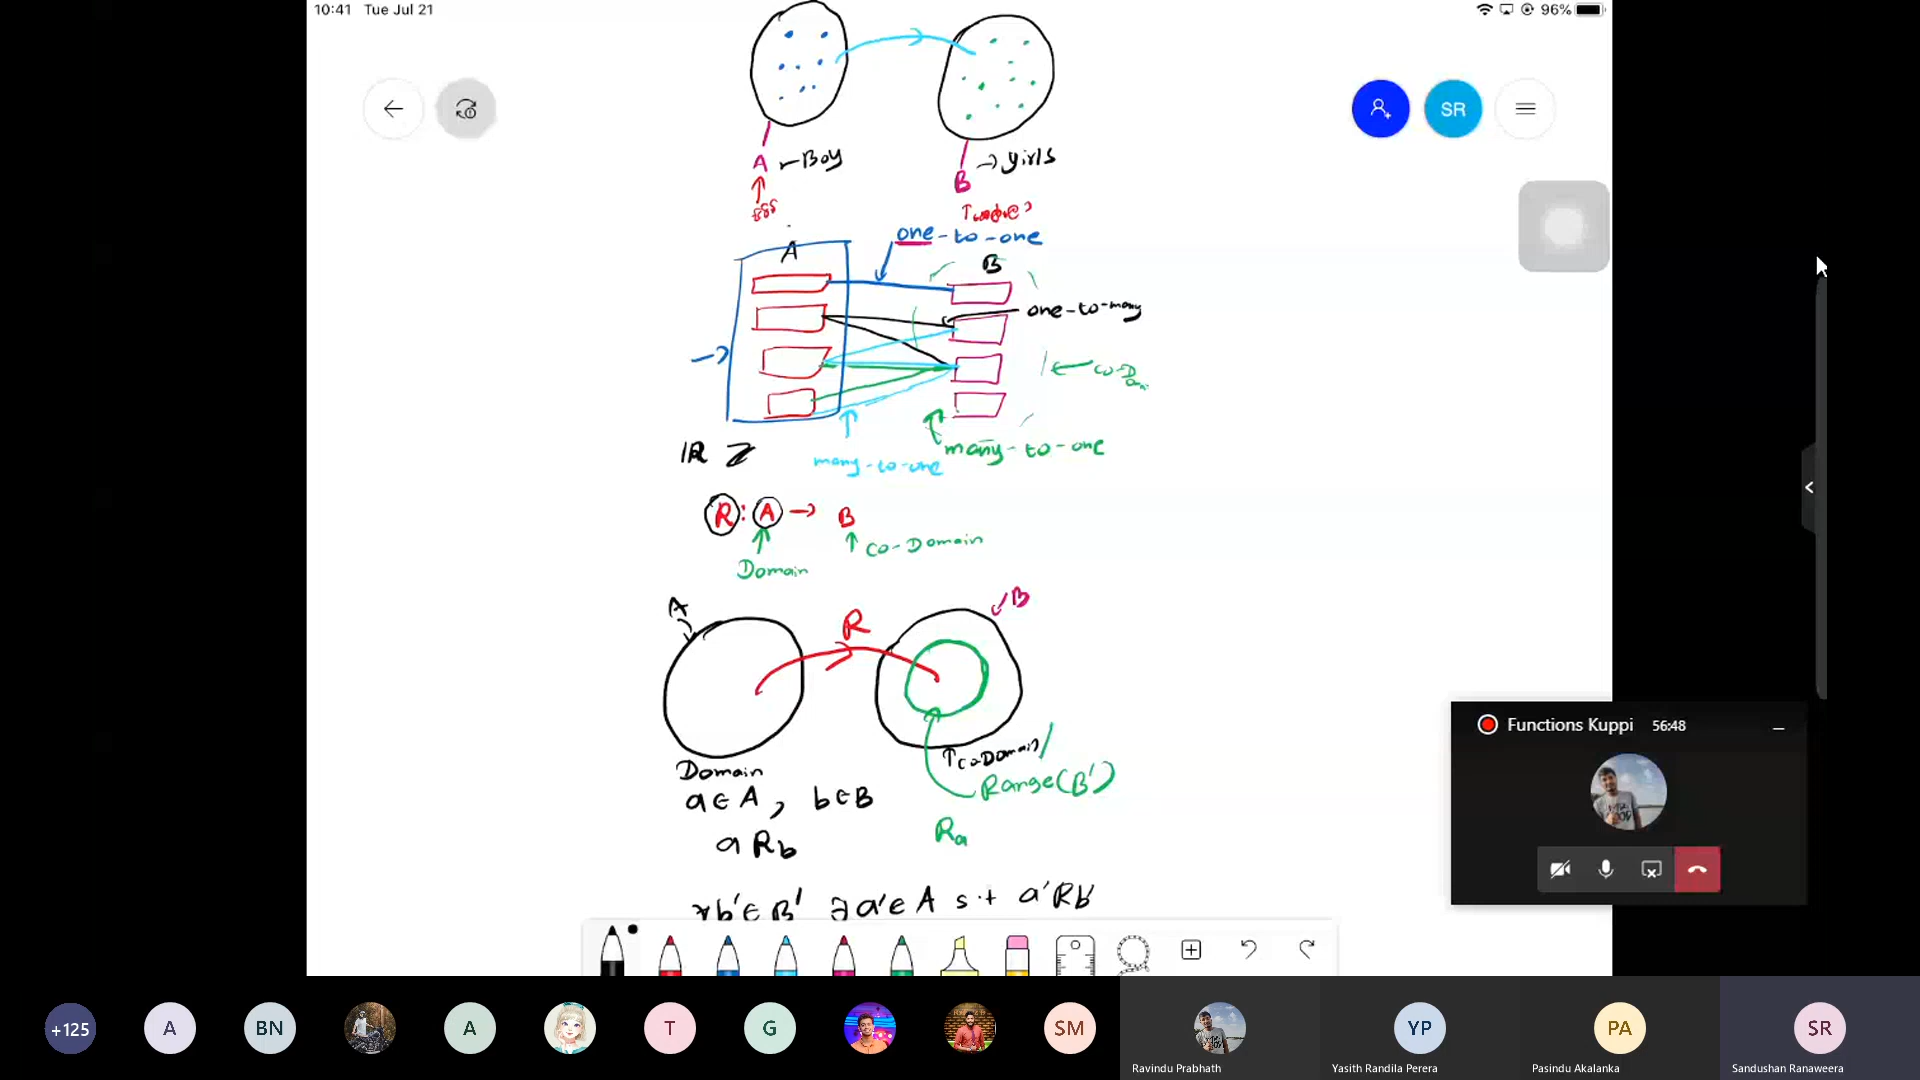 10:41 Tue Jul 21
96%
SR
A Boy
B → girls
one-to-one
A
B
one-to-many
many-to-one
many-to-one
IR Z
R : A → B
Co-Domain
Domain
A
R
B
Co-Domain
Domain
Range(B')
a ∈ A , b ∈ B
a R b
Ra
∀b' ∈ B' ∃ a' ∈ A s.t a'Rb'
Functions Kuppi 56:48
+125
A
BN
A
T
G
SM
Ravindu Prabhath
YP
Yasith Randila Perera
PA
Pasindu Akalanka
SR
Sandushan Ranaweera